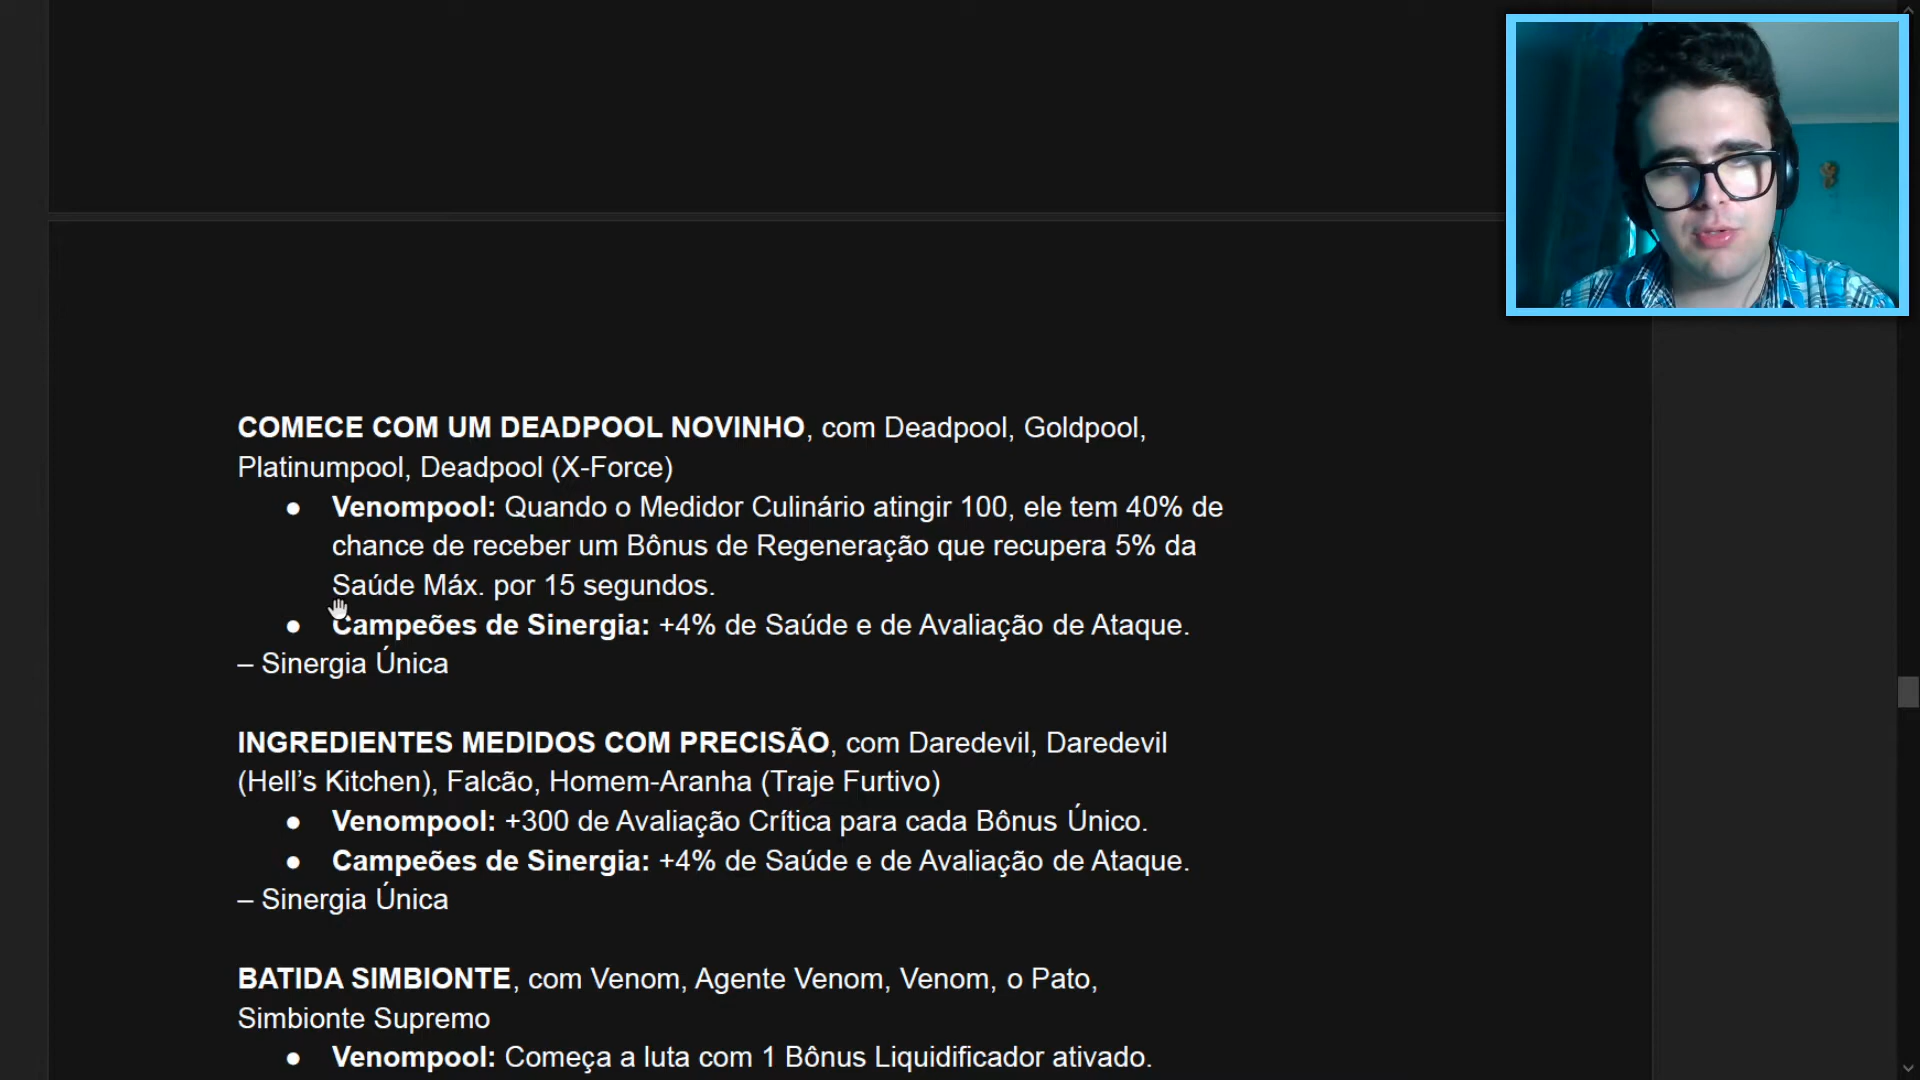 COMECE COM UM DEADPOOL NOVINHO, com Deadpool, Goldpool,
Platinumpool, Deadpool (X-Force)
● Venompool: Quando o Medidor Culinário atingir 100, ele tem 40% de
chance de receber um Bônus de Regeneração que recupera 5% da
Saúde Máx. por 15 segundos.
● Campeões de Sinergia: +4% de Saúde e de Avaliação de Ataque.
– Sinergia Única
INGREDIENTES MEDIDOS COM PRECISÃO, com Daredevil, Daredevil
(Hell’s Kitchen), Falcão, Homem-Aranha (Traje Furtivo)
● Venompool: +300 de Avaliação Crítica para cada Bônus Único.
● Campeões de Sinergia: +4% de Saúde e de Avaliação de Ataque.
– Sinergia Única
BATIDA SIMBIONTE, com Venom, Agente Venom, Venom, o Pato,
Simbionte Supremo
● Venompool: Começa a luta com 1 Bônus Liquidificador ativado.